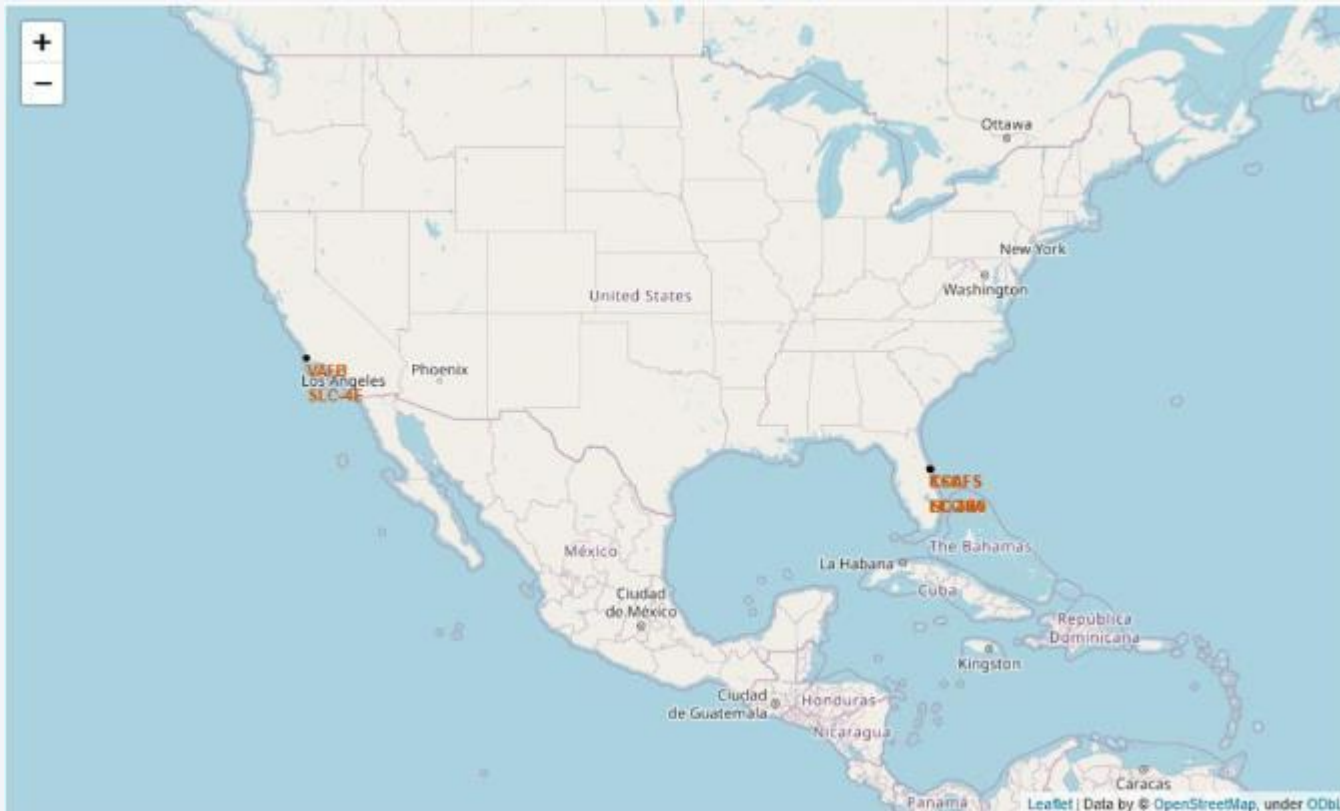 +
−
Ottawa
New York
Washington
United States
Phoenix
VAFB
Los Angeles
SLC-4E
México
The Bahamas
La Habana
Cuba
Ciudad
de México
República
Dominicana
Kingston
Ciudad
de Guatemala
Honduras
Nicaragua
Caracas
Panamá
Leaflet | Data by © OpenStreetMap, under ODbL